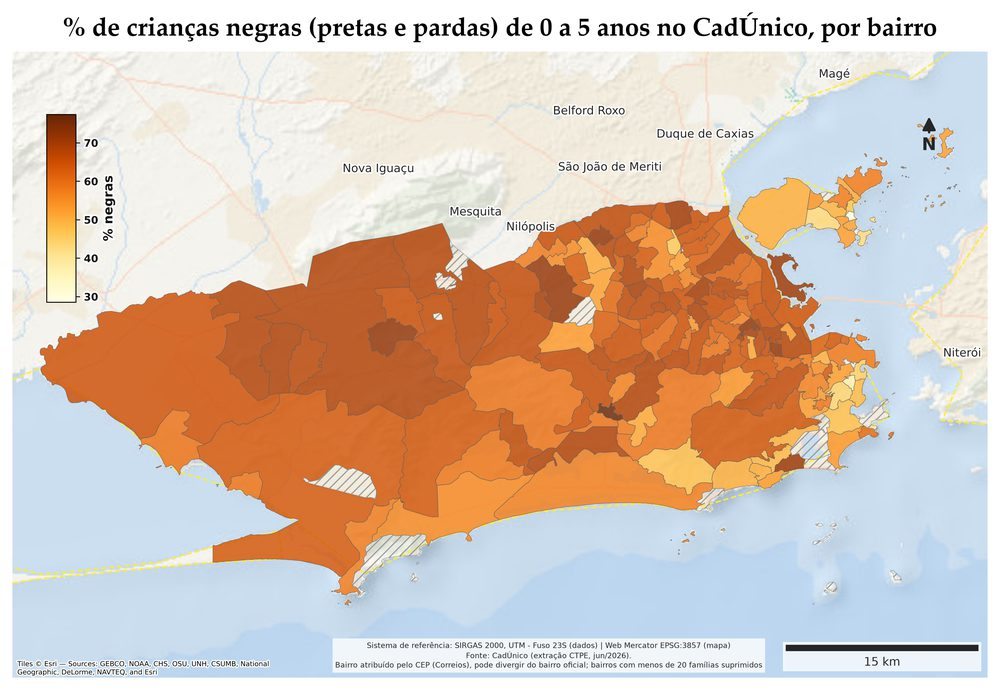 % de crianças negras (pretas e pardas) de 0 a 5 anos no CadÚnico, por bairro
Magé
Belford Roxo
Duque de Caxias
N
70
60
50
40
30
% negras
Nova Iguaçu
São João de Meriti
Mesquita
Nilópolis
Niterói
Sistema de referência: SIRGAS 2000, UTM - Fuso 23S (dados) | Web Mercator EPSG:3857 (mapa)
Fonte: CadÚnico (extração CTPE, jun/2026).
Bairro atribuído pelo CEP (Correios), pode divergir do bairro oficial; bairros com menos de 20 famílias suprimidos
15 km
Tiles © Esri — Sources: GEBCO, NOAA, CHS, OSU, UNH, CSUMB, National
Geographic, DeLorme, NAVTEQ, and Esri